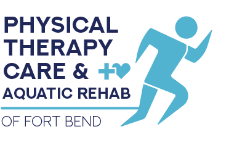 PHYSICAL
THERAPY
CARE &
AQUATIC REHAB
OF FORT BEND